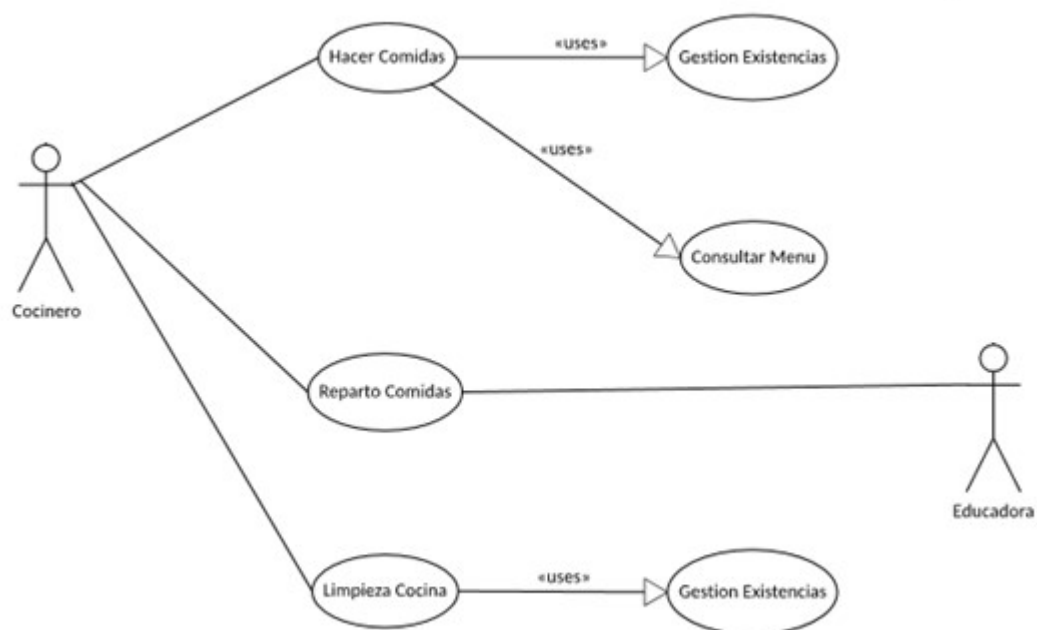 Hacer Comidas
«uses»
Gestion Existencias
«uses»
Consultar Menu
Cocinero
Reparto Comidas
Educadora
Limpieza Cocina
«uses»
Gestion Existencias